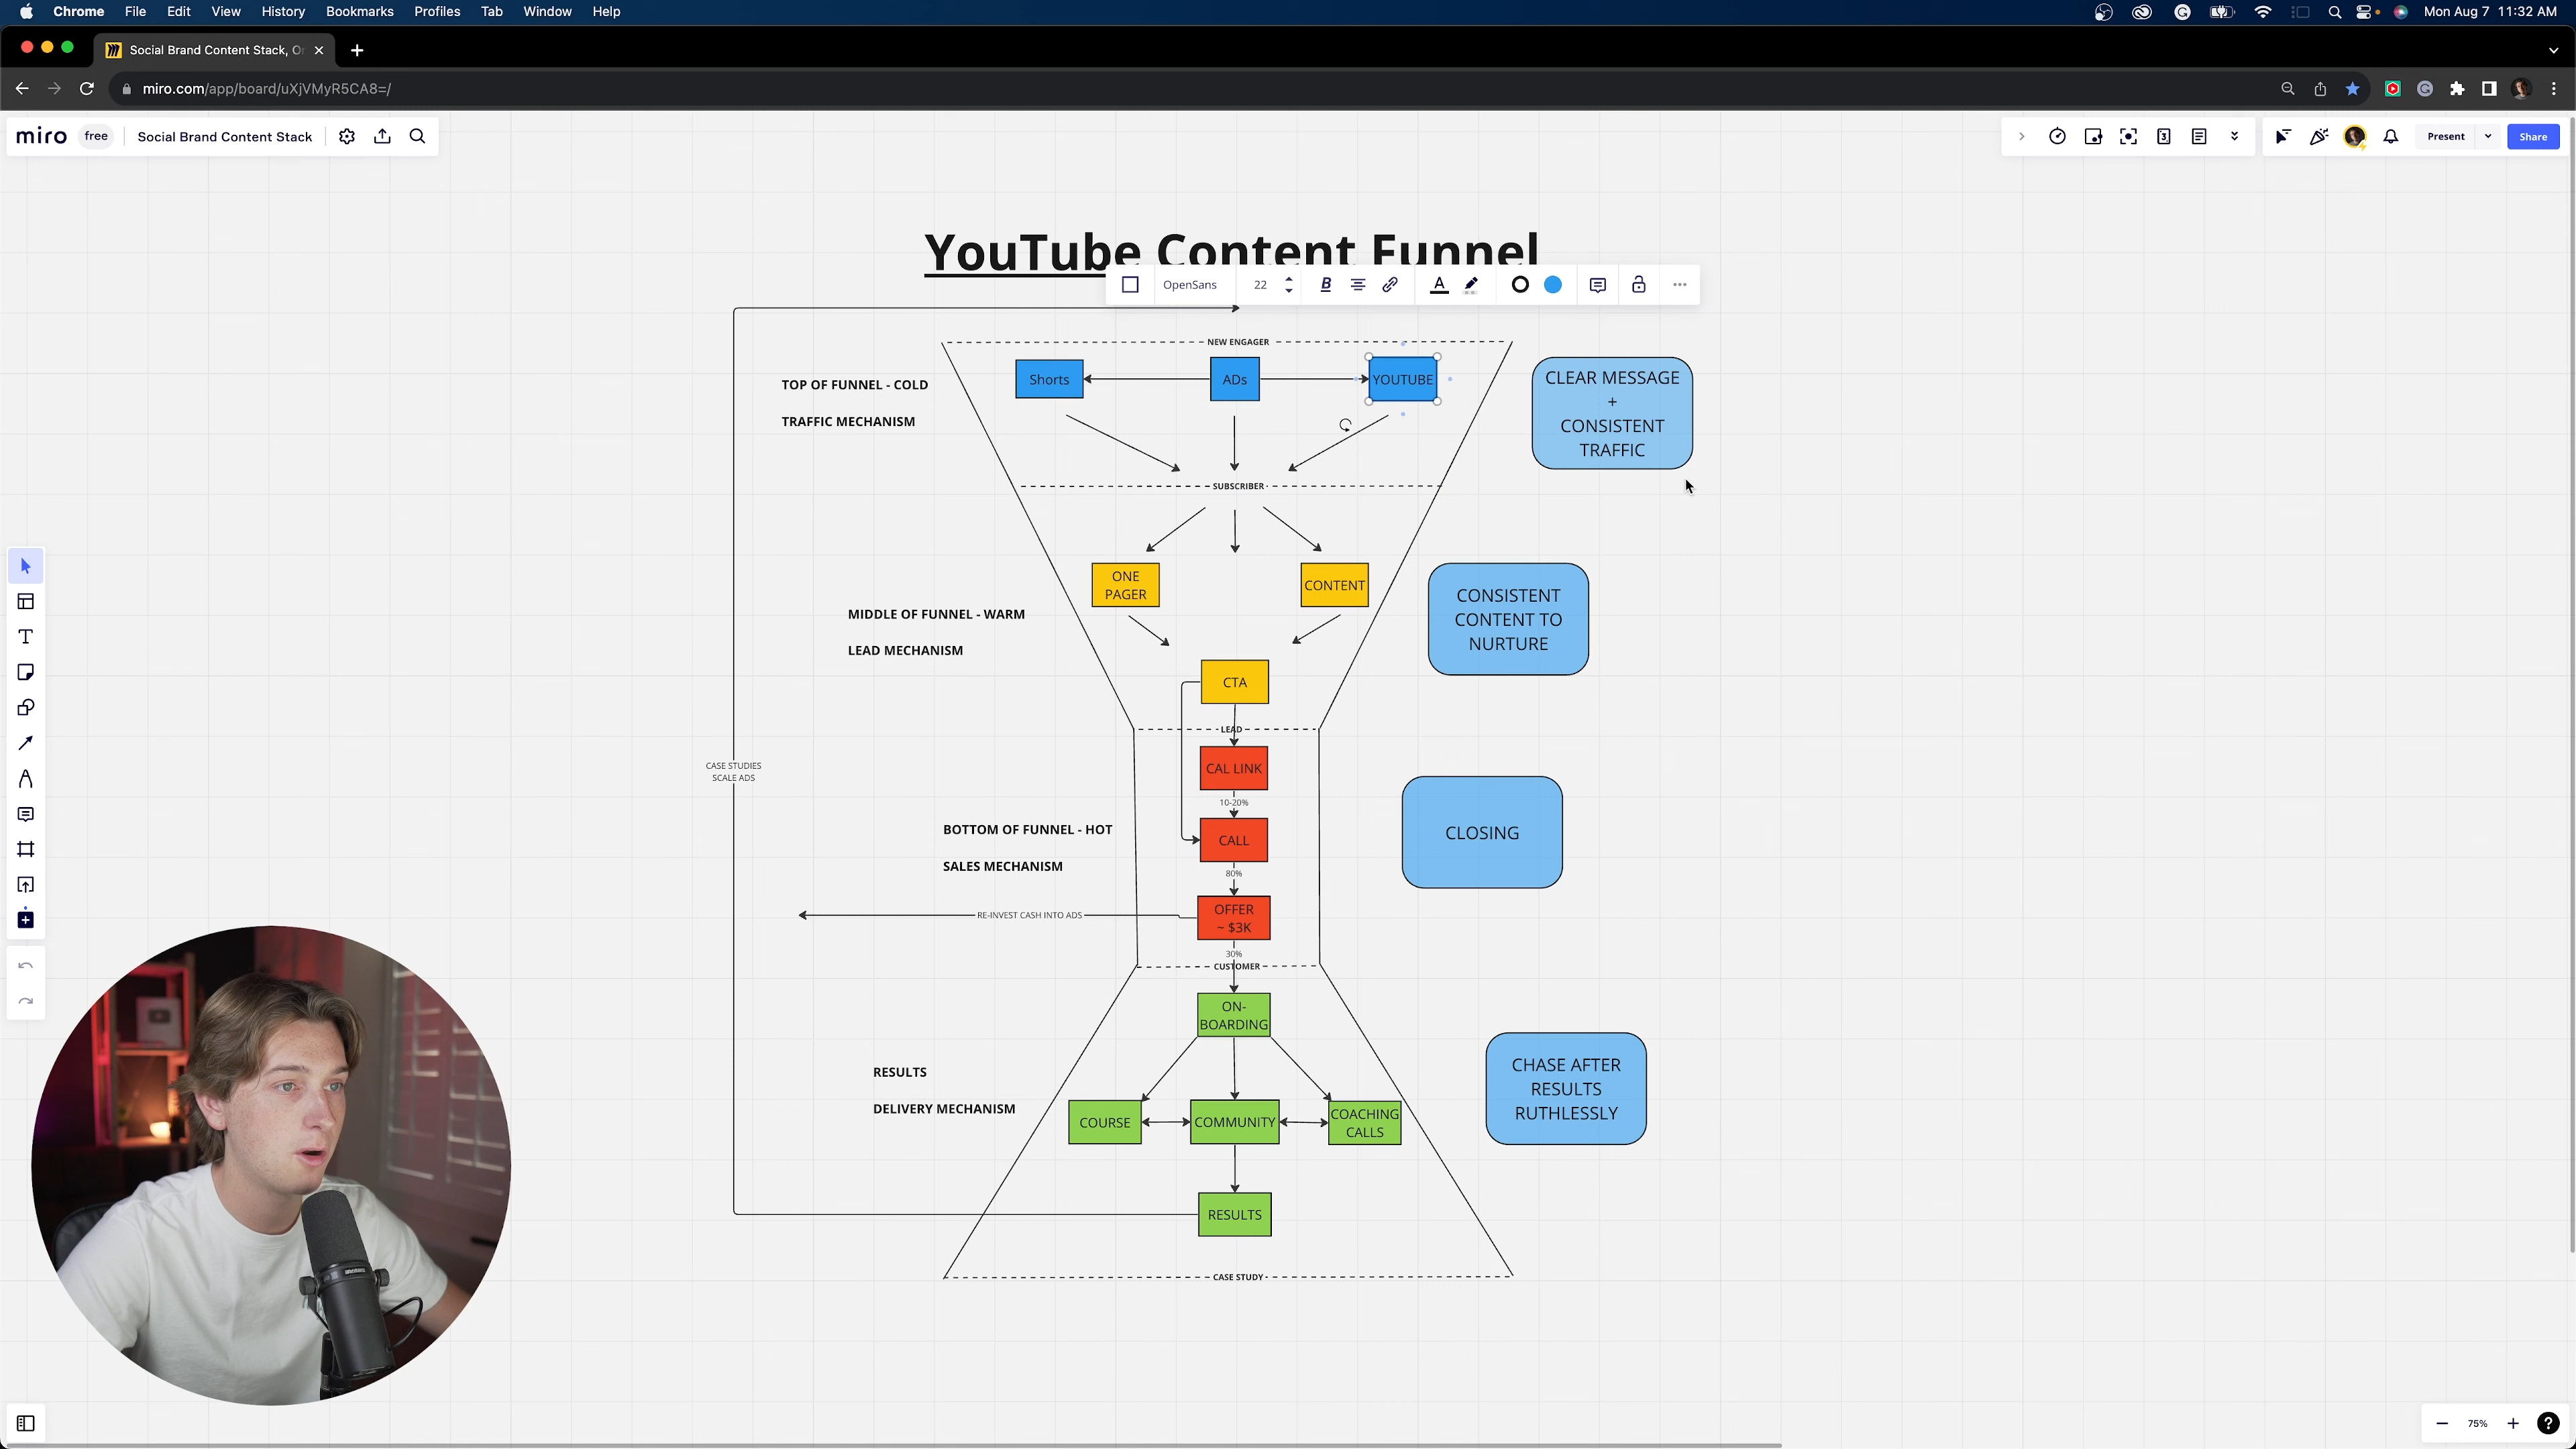 Chrome File Edit View History Bookmarks Profiles Tab Window Help
Mon Aug 7 11:32 AM
Social Brand Content Stack, O
miro.com/app/board/uXjVMyR5CA8=/
miro free Social Brand Content Stack
3
Present
Share
YouTube Content Funnel
OpenSans 22 B A
NEW ENGAGER
TOP OF FUNNEL - COLD
TRAFFIC MECHANISM
Shorts
ADs
YOUTUBE
CLEAR MESSAGE
+
CONSISTENT
TRAFFIC
SUBSCRIBER
ONE
PAGER
CONTENT
MIDDLE OF FUNNEL - WARM
LEAD MECHANISM
CONSISTENT
CONTENT TO
NURTURE
CTA
LEAD
CAL LINK
CASE STUDIES
SCALE ADS
10-20%
BOTTOM OF FUNNEL - HOT
SALES MECHANISM
CALL
CLOSING
80%
OFFER
~ $3K
RE-INVEST CASH INTO ADS
30%
CUSTOMER
ON-
BOARDING
RESULTS
DELIVERY MECHANISM
COURSE
COMMUNITY
COACHING
CALLS
CHASE AFTER
RESULTS
RUTHLESSLY
RESULTS
CASE STUDY
75%
?